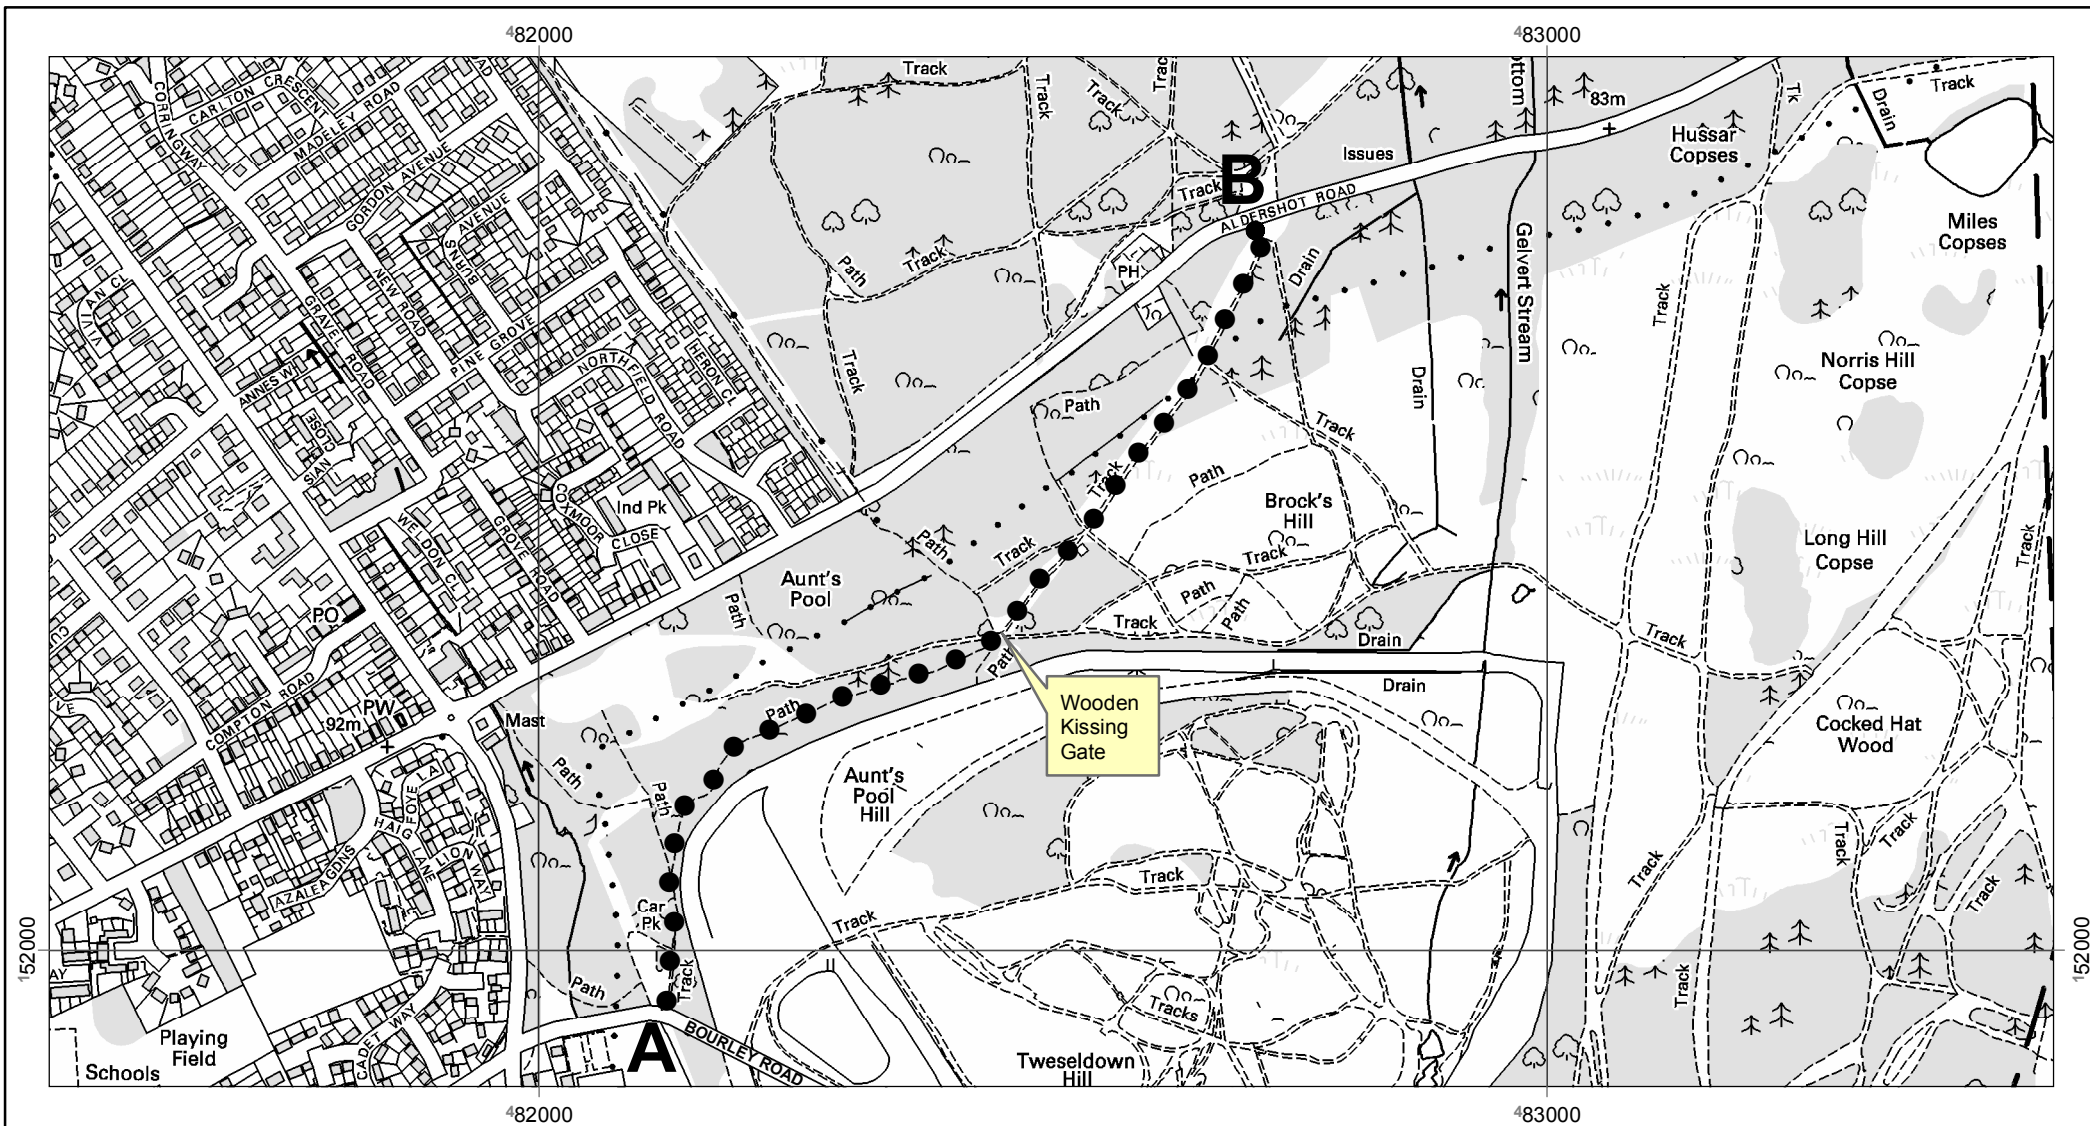 482000
483000
CORRINGWAY
CARLTON CRESCENT
MADELEY ROAD
GORDON AVENUE
BURNS AVENUE
NEW ROAD
VIVIAN CL
GRAVEL ROAD
ANNES W
PINE GROVE
NORTHFIELD ROAD
HERON C
SIAN CLOSE
COXMOOR CLOSE
Ind Pk
WELDON CL
GROVE ROAD
PO
COMPTON ROAD
PW
92m
Mast
FOYE LA
HAIG LANE
LION WAY
AZALEA GDNS
CADET WAY
Playing
Field
Schools
Track
Track
Track
Track
Track
B
ALDERSHOT ROAD
Issues
ottom
83m
Hussar
Copses
Tk
Drain
Track
Miles
Copses
Path
Track
PH
Drain
Gelvert Stream
Track
Track
Path
Drain
Norris Hill
Copse
Track
Path
Track
Brock's
Hill
Long Hill
Copse
Track
Path
Track
Track
Aunt's
Pool
Path
Path
Path
Track
Drain
Track
Path
Drain
Wooden
Kissing
Gate
Path
Cocked Hat
Wood
Path
Path
Aunt's
Pool
Hill
Track
Track
Track
Track
Track
Track
Car
Pk
Track
Path
Track
Tracks
A
BOURLEY ROAD
Tweseldown
Hill
152000
152000
482000
483000